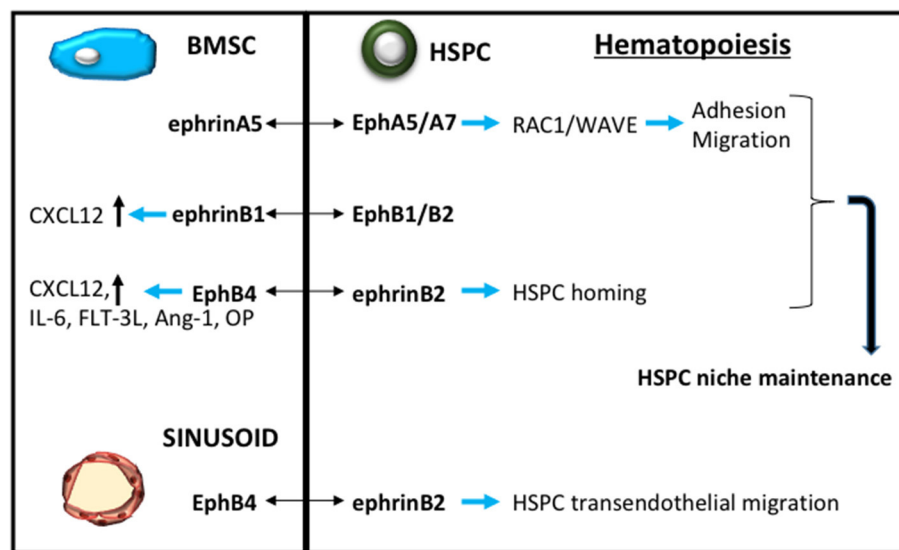 BMSC
HSPC
Hematopoiesis
ephrinA5
EphA5/A7
RAC1/WAVE
Adhesion
Migration
CXCL12
ephrinB1
EphB1/B2
CXCL12,
IL-6, FLT-3L, Ang-1, OP
EphB4
ephrinB2
HSPC homing
HSPC niche maintenance
SINUSOID
EphB4
ephrinB2
HSPC transendothelial migration